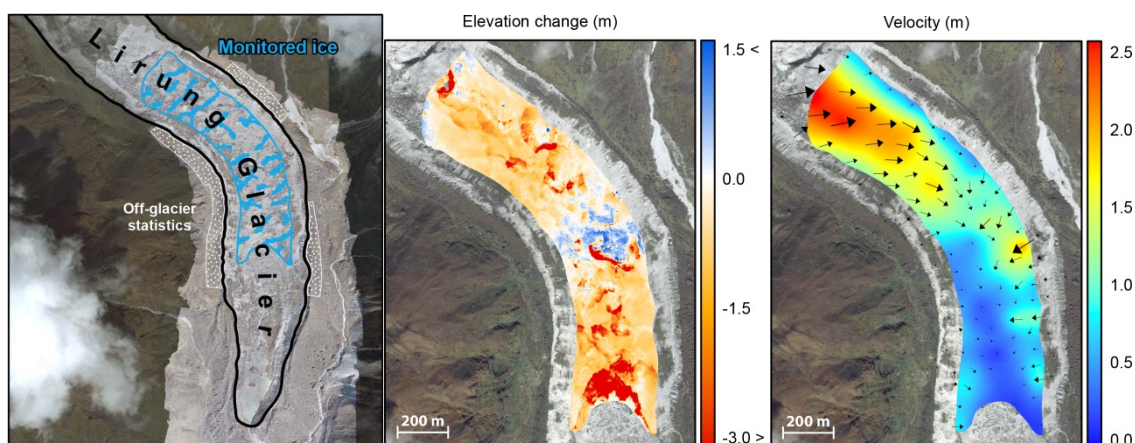 Lirung Glacier
Monitored ice
Off-glacier
statistics
Elevation change (m)
1.5 <
0.0
-1.5
-3.0 >
200 m
Velocity (m)
2.5
2.0
1.5
1.0
0.5
0.0
200 m